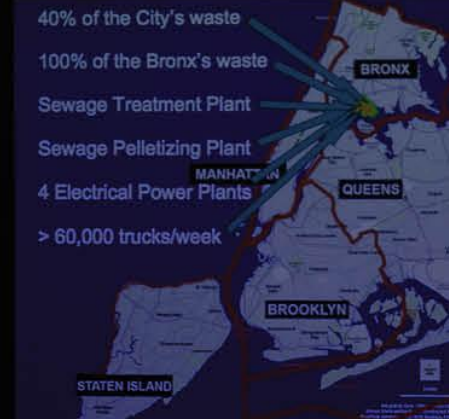 40% of the City's waste
100% of the Bronx's waste
BRONX
Sewage Treatment Plant
Sewage Pelletizing Plant
MANHATTAN
QUEENS
4 Electrical Power Plants
> 60,000 trucks/week
BROOKLYN
STATEN ISLAND